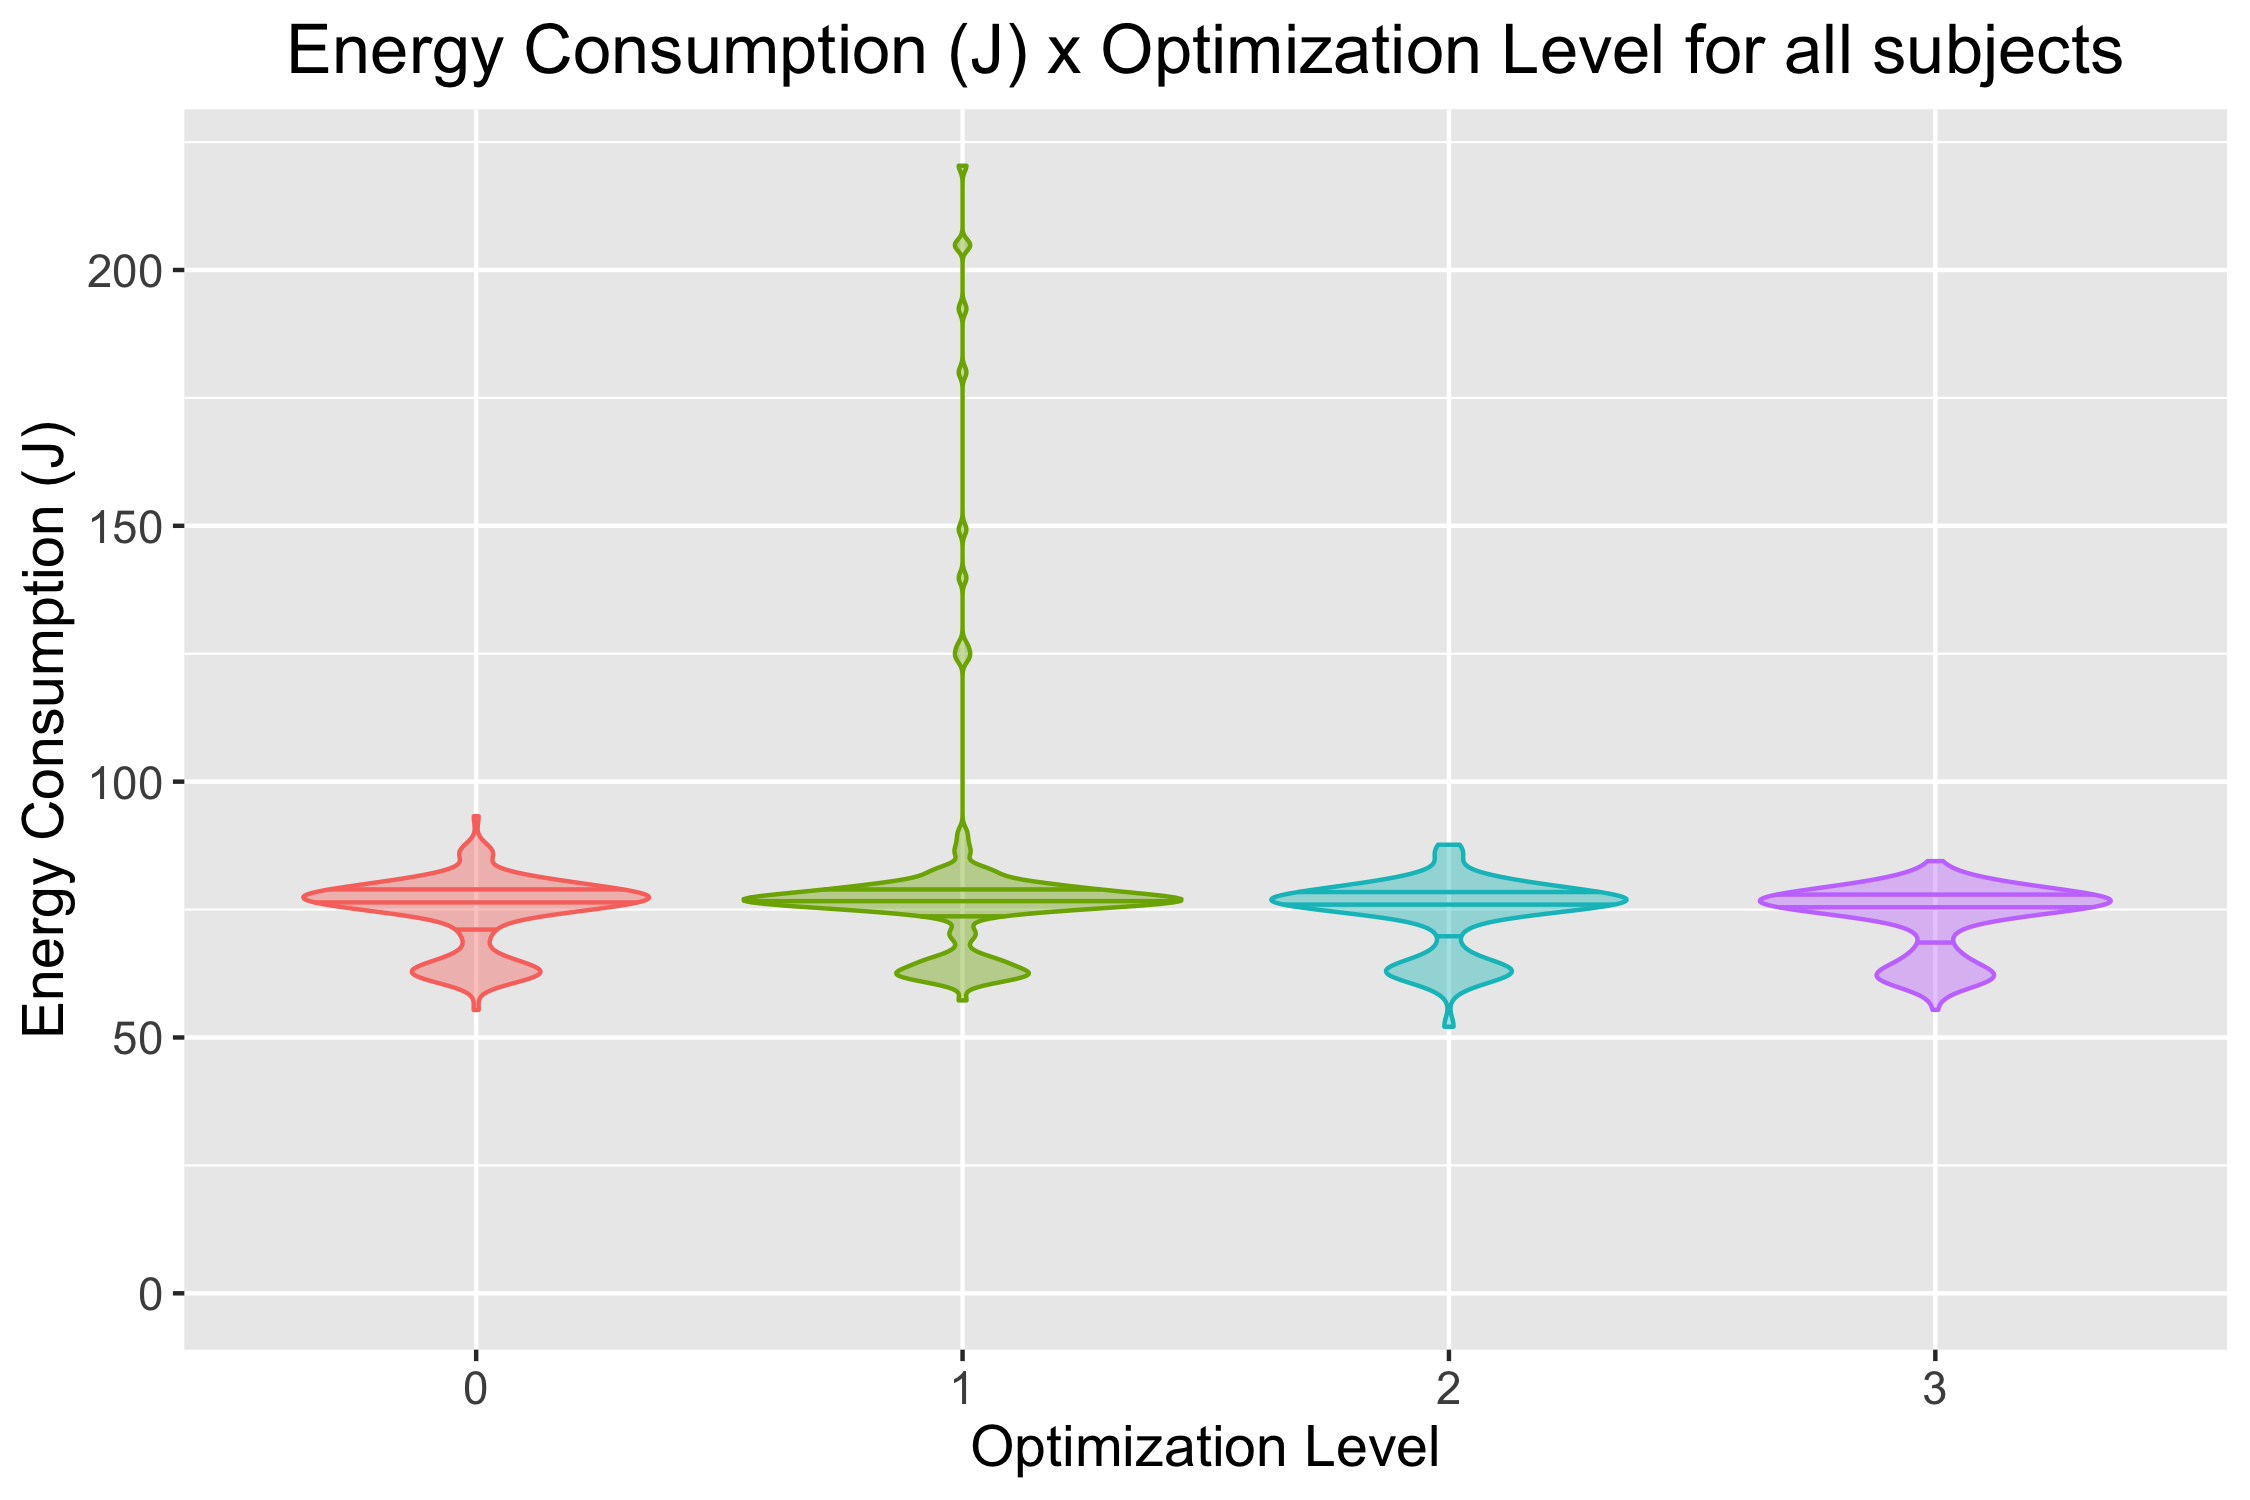 Energy Consumption (J) x Optimization Level for all subjects
Energy Consumption (J)
200
150
100
50
0
0 1 2 3
Optimization Level